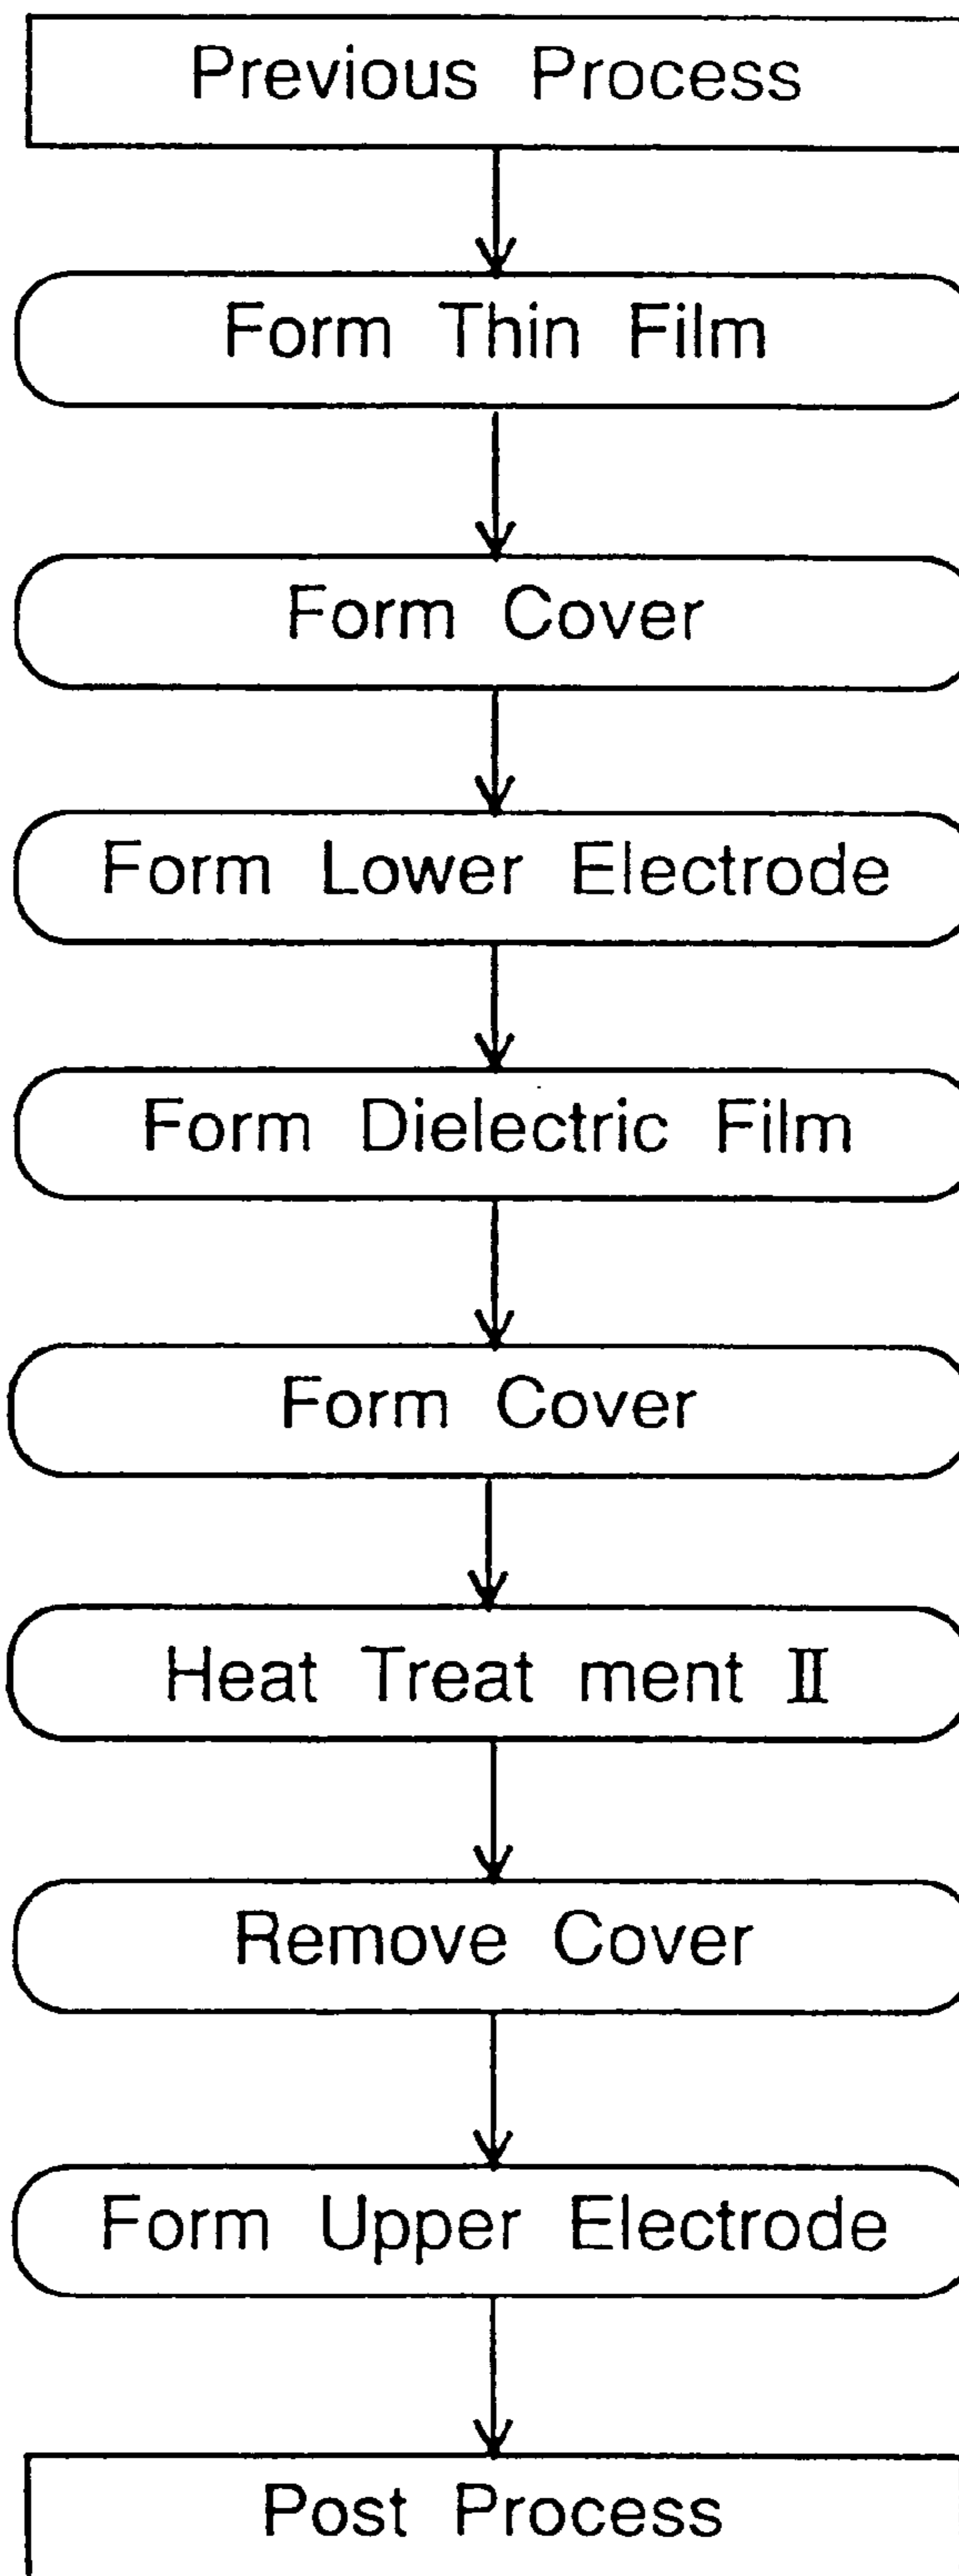 Previous Process
Form Thin Film
Form Cover
Form Lower Electrode
Form Dielectric Film
Form Cover
Heat Treat ment II
Remove Cover
Form Upper Electrode
Post Process